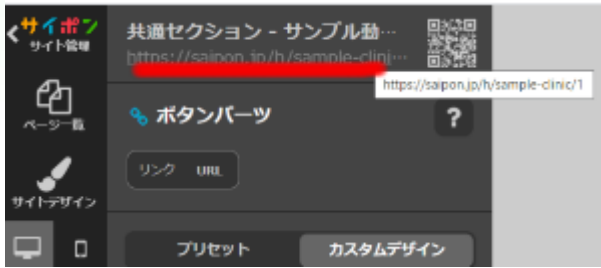 サイポン
サイト管理
共通セクション - サンプル動…
https://saipon.jp/h/sample-clini…
https://saipon.jp/h/sample-clinic/1
ページ一覧
ボタンパーツ
?
リンク URL
サイトデザイン
プリセット
カスタムデザイン